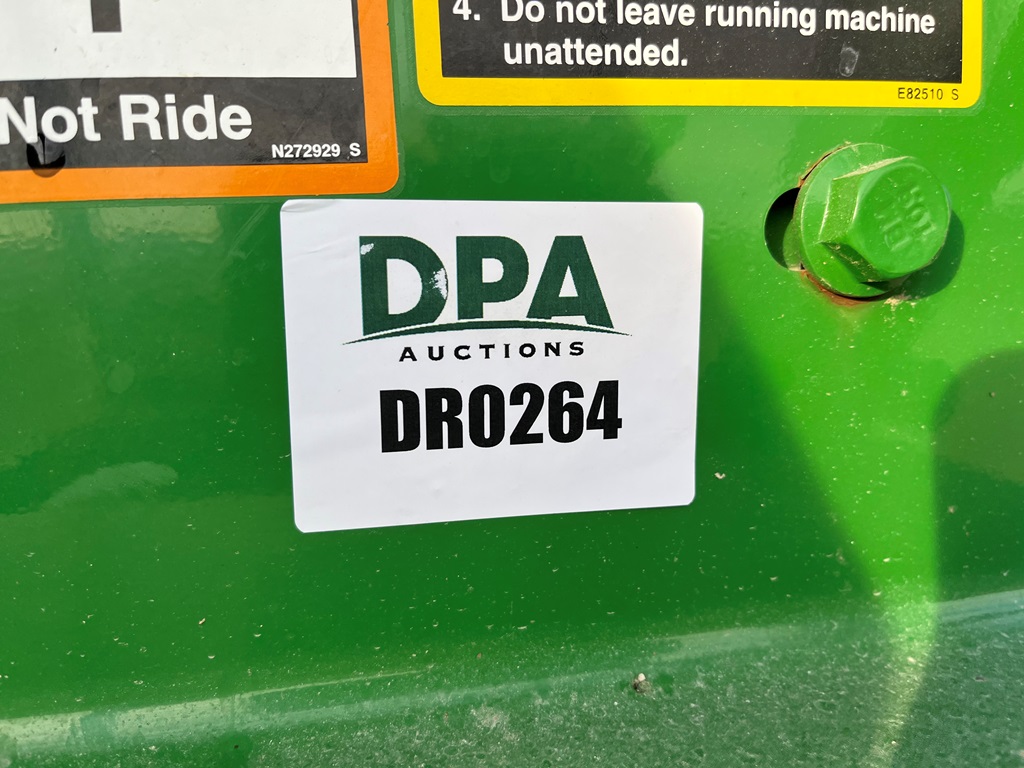 4. Do not leave running machine
unattended.
E82510 S
Not Ride
N272929 S
DPA
AUCTIONS
DR0264